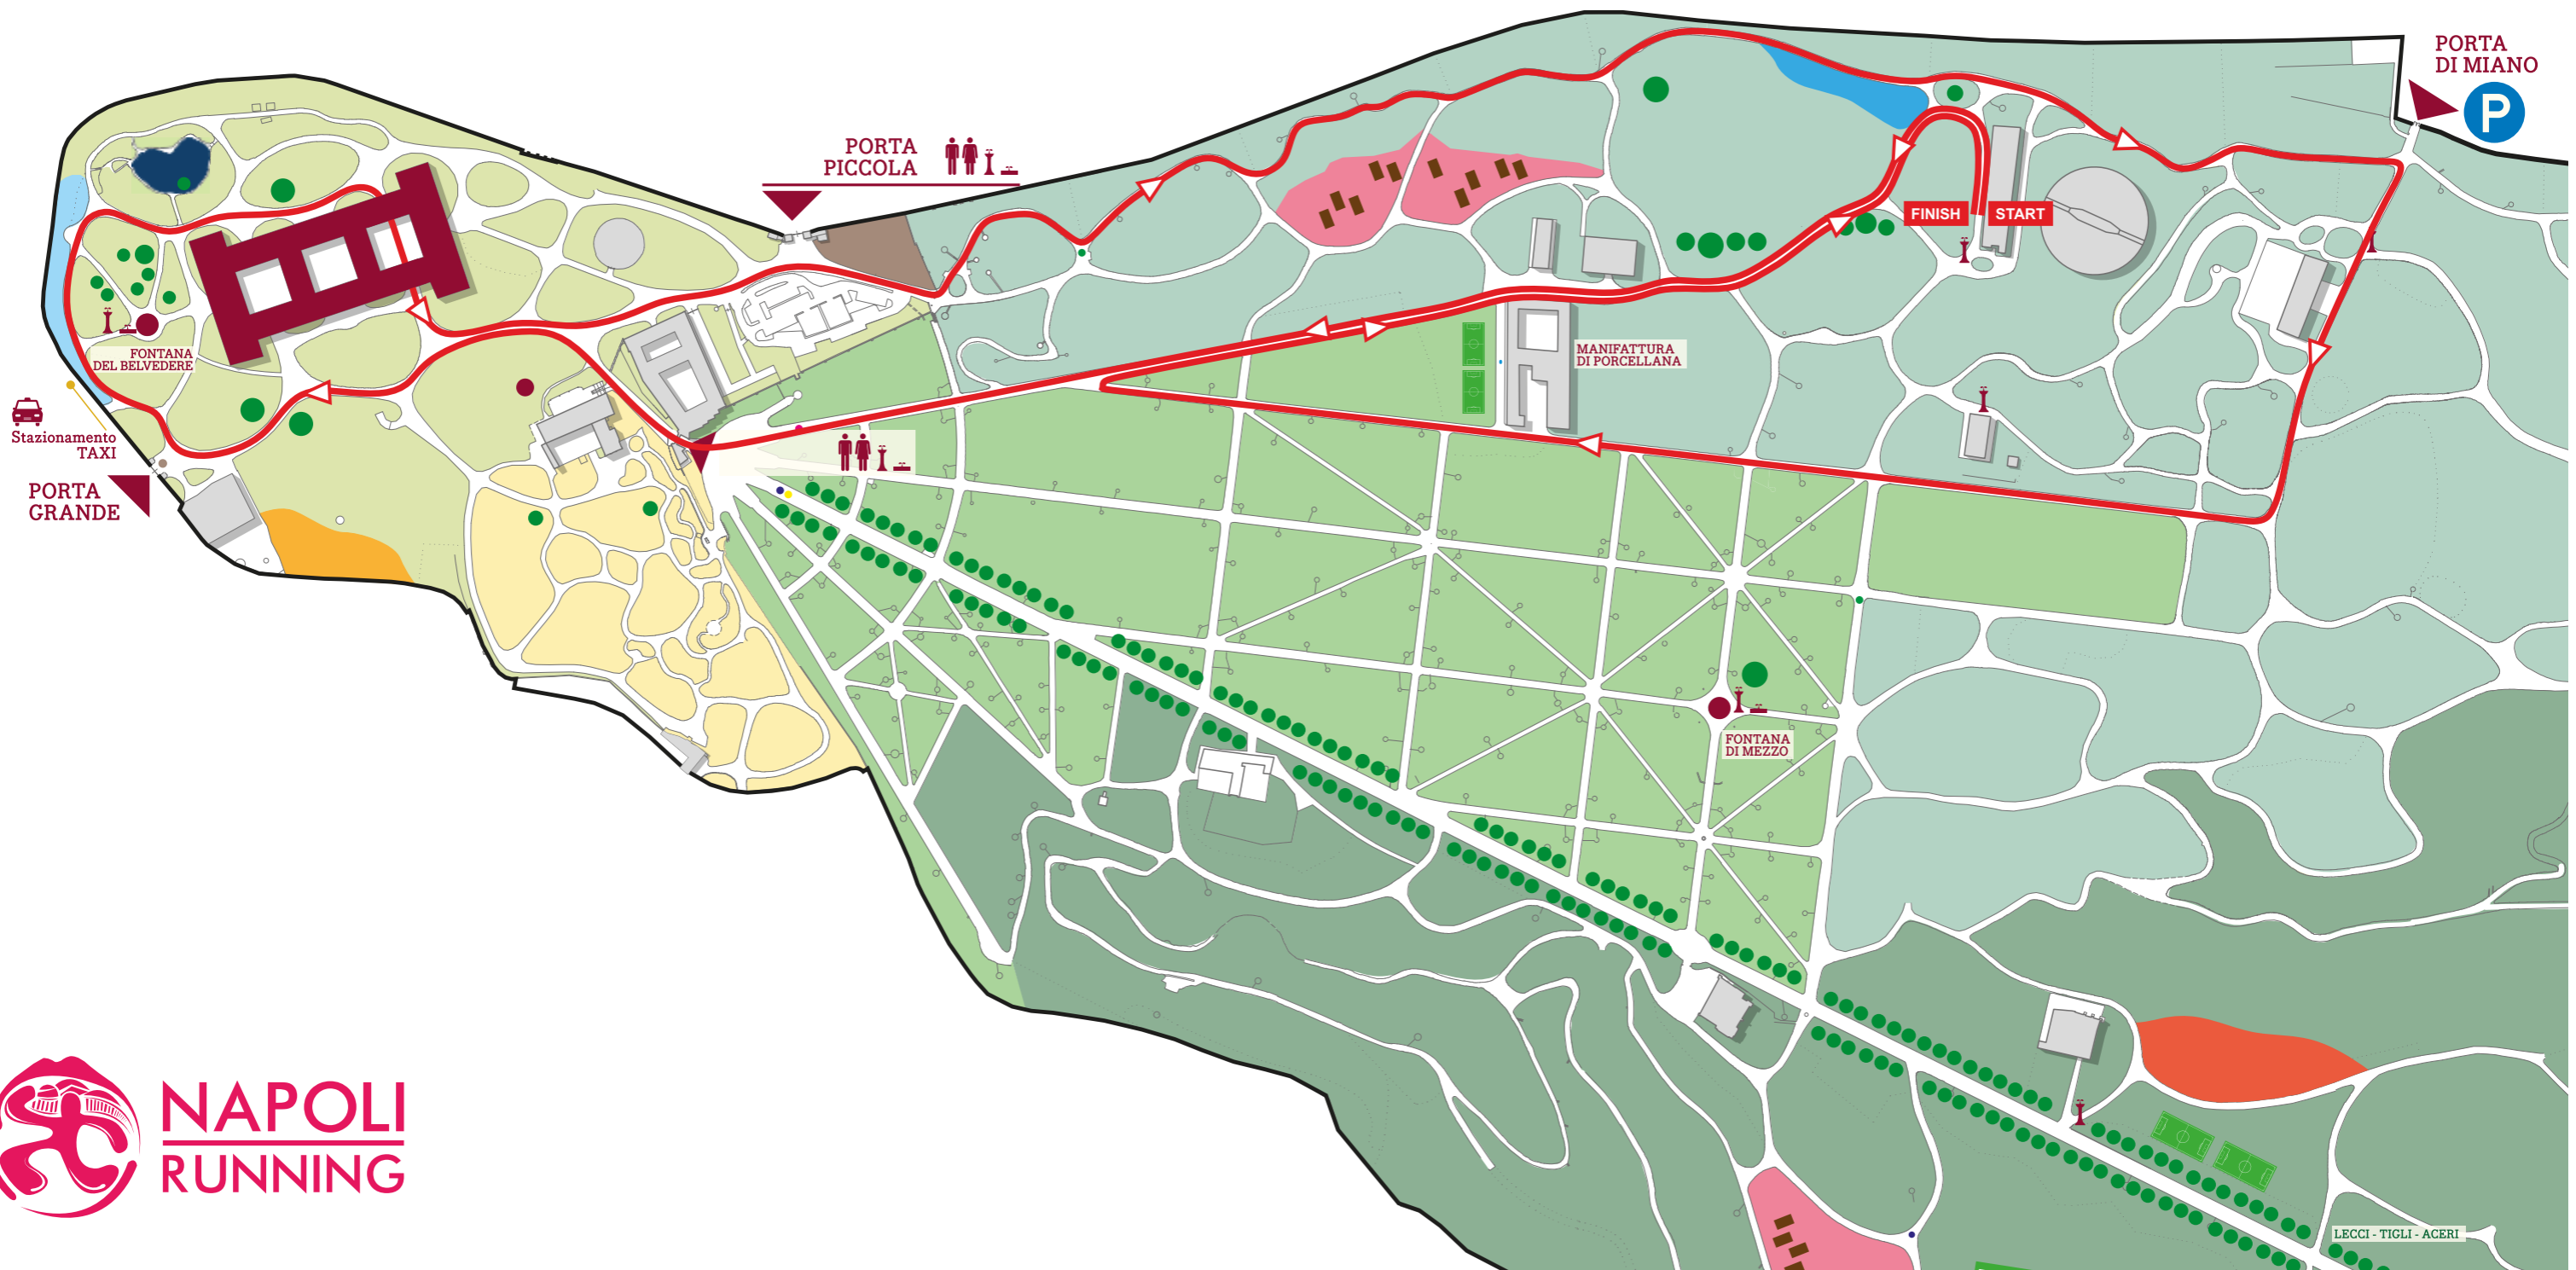 PORTA
DI MIANO
P
PORTA
PICCOLA
FINISH
START
MANIFATTURA
DI PORCELLANA
FONTANA
DEL BELVEDERE
Stazionamento
TAXI
PORTA
GRANDE
FONTANA
DI MEZZO
NAPOLI
RUNNING
LECCI - TIGLI - ACERI